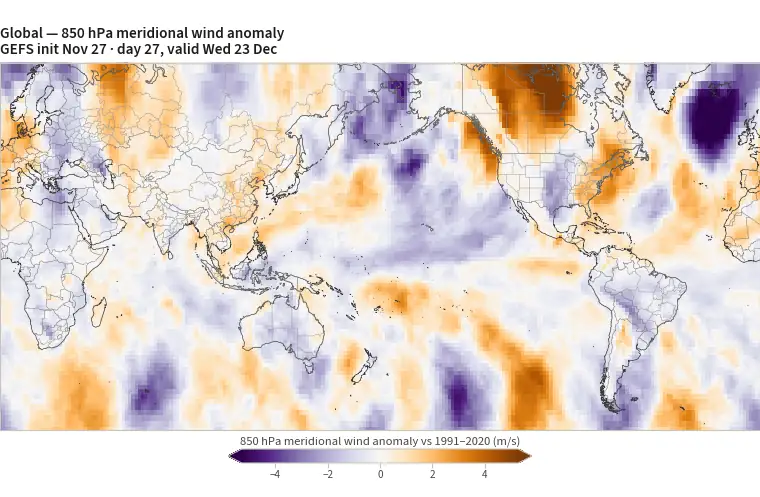 Global — 850 hPa meridional wind anomaly
GEFS init Nov 27 · day 27, valid Wed 23 Dec
850 hPa meridional wind anomaly vs 1991–2020 (m/s)
−4 −2 0 2 4